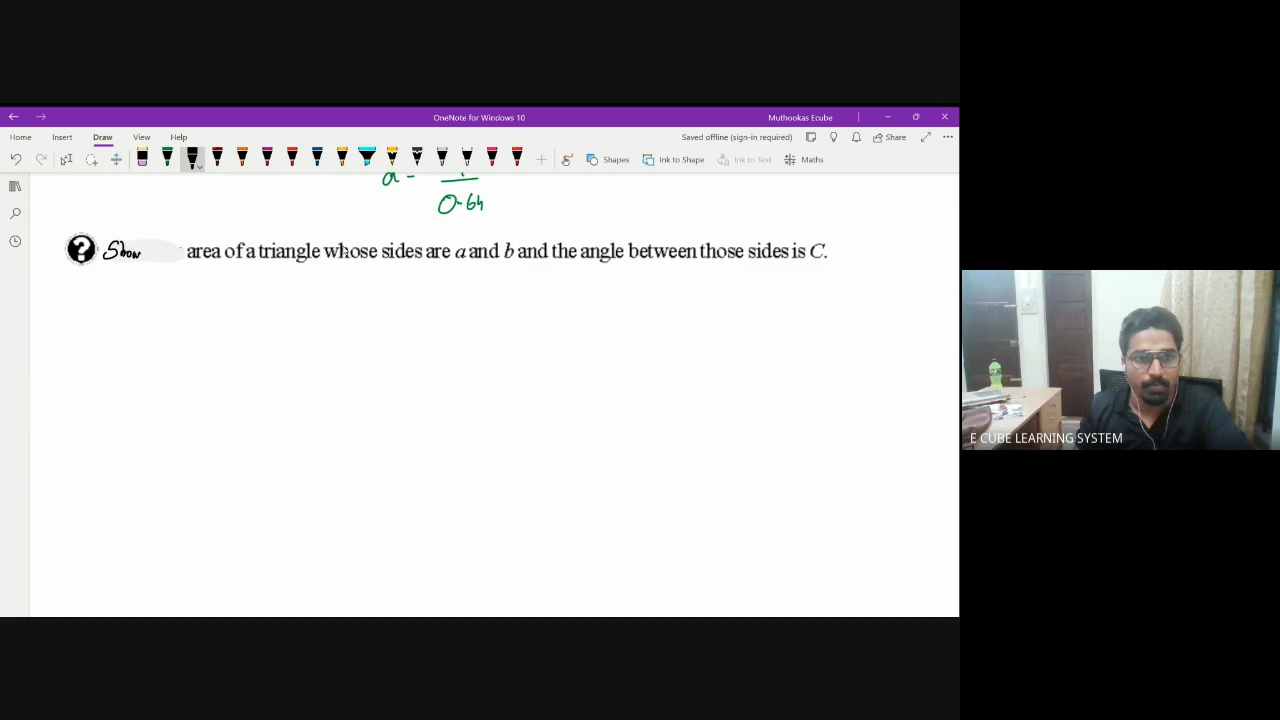 OneNote for Windows 10
Muthookas Ecube
Home Insert Draw View Help
Saved offline (sign-in required)
Share
Shapes
Ink to Shape
Ink to Text
Maths
0.64
Show area of a triangle whose sides are a and b and the angle between those sides is C.
E CUBE LEARNING SYSTEM